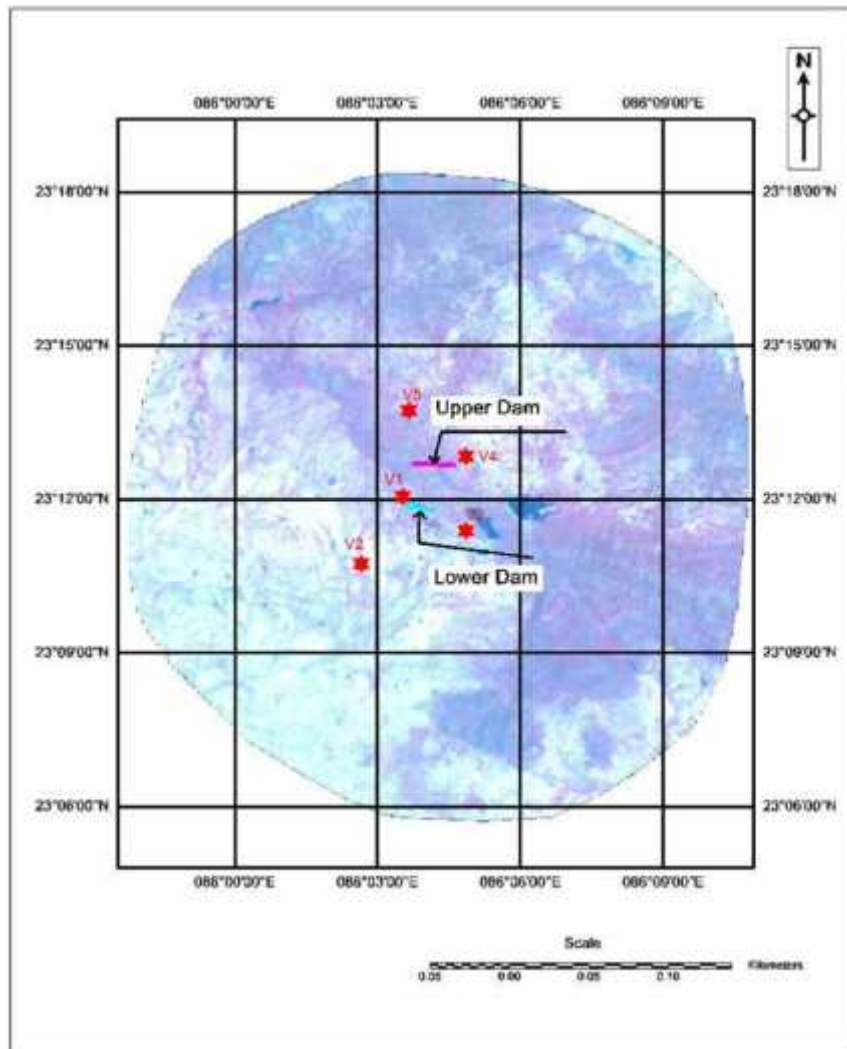 N
086°00'00"E 086°03'00"E 086°06'00"E 086°09'00"E
23°18'00"N 23°18'00"N
23°15'00"N 23°15'00"N
V5
Upper Dam
V4
V1
23°12'00"N 23°12'00"N
V2
Lower Dam
23°09'00"N 23°09'00"N
23°06'00"N 23°06'00"N
086°00'00"E 086°03'00"E 086°06'00"E 086°09'00"E
Scale
Kilometers
0.05 0.00 0.05 0.10